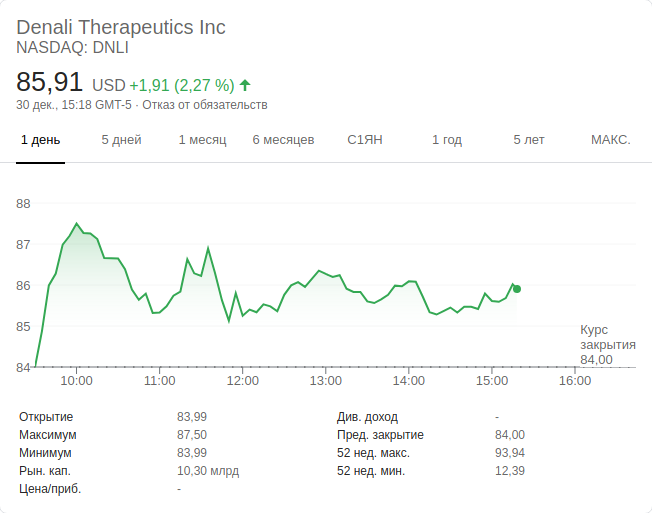 Denali Therapeutics Inc
NASDAQ: DNLI
85,91 USD +1,91 (2,27 %)
30 дек., 15:18 GMT-5 · Отказ от обязательств
1 день 5 дней 1 месяц 6 месяцев С1ЯН 1 год 5 лет МАКС.
88
87
86
85
84
Курс
закрытия
84,00
10:00 11:00 12:00 13:00 14:00 15:00 16:00
Открытие 83,99
Максимум 87,50
Минимум 83,99
Рын. кап. 10,30 млрд
Цена/приб. -
Див. доход -
Пред. закрытие 84,00
52 нед. макс. 93,94
52 нед. мин. 12,39